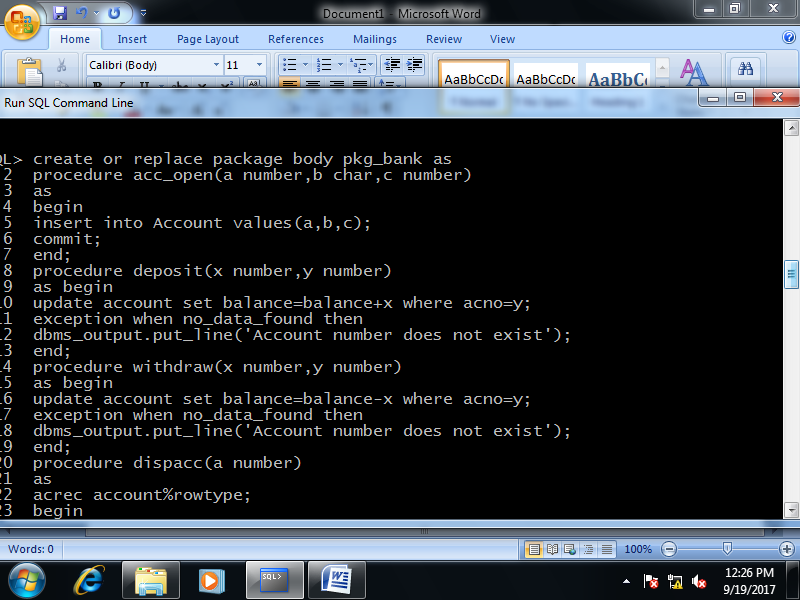 Document1 - Microsoft Word
Home Insert Page Layout References Mailings Review View
Calibri (Body) 11
AaBbCcDc AaBbCcDc AaBbC
Run SQL Command Line
QL> create or replace package body pkg_bank as
2 procedure acc_open(a number,b char,c number)
3 as
4 begin
5 insert into Account values(a,b,c);
6 commit;
7 end;
8 procedure deposit(x number,y number)
9 as begin
10 update account set balance=balance+x where acno=y;
11 exception when no_data_found then
12 dbms_output.put_line('Account number does not exist');
13 end;
14 procedure withdraw(x number,y number)
15 as begin
16 update account set balance=balance-x where acno=y;
17 exception when no_data_found then
18 dbms_output.put_line('Account number does not exist');
19 end;
20 procedure dispacc(a number)
21 as
22 acrec account%rowtype;
23 begin
Words: 0 100%
SQL>
12:26 PM
9/19/2017